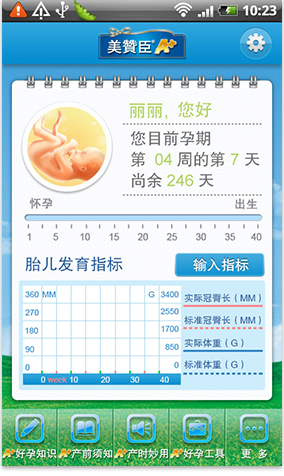 10:23
美赞臣 A+
丽丽，您好
您目前孕期
第 04 周的第 7 天
尚余 246 天
怀孕 出生
1 5 10 15 20 25 30 35 40
胎儿发育指标 输入指标
360 MM G 3400
270 2550
180 1700
90 850
0 0
0 week 10 20 30 40
实际冠臀长（MM）
标准冠臀长（MM）
实际体重（G）
标准体重（G）
A+好孕知识 A+产前须知 A+产时妙用 A+好孕工具 更 多